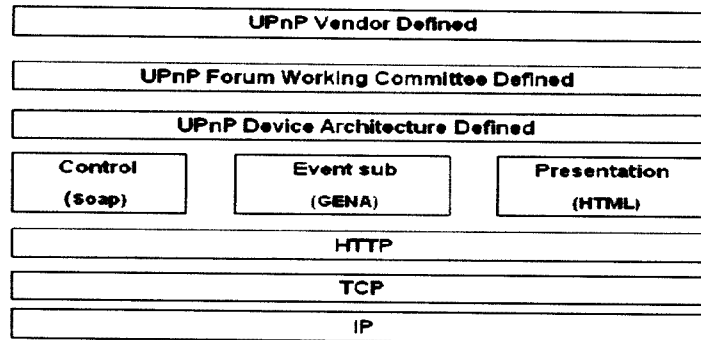 UPnP Vendor Defined
UPnP Forum Working Committee Defined
UPnP Device Architecture Defined
Control
(Soap)
Event sub
(GENA)
Presentation
(HTML)
HTTP
TCP
IP